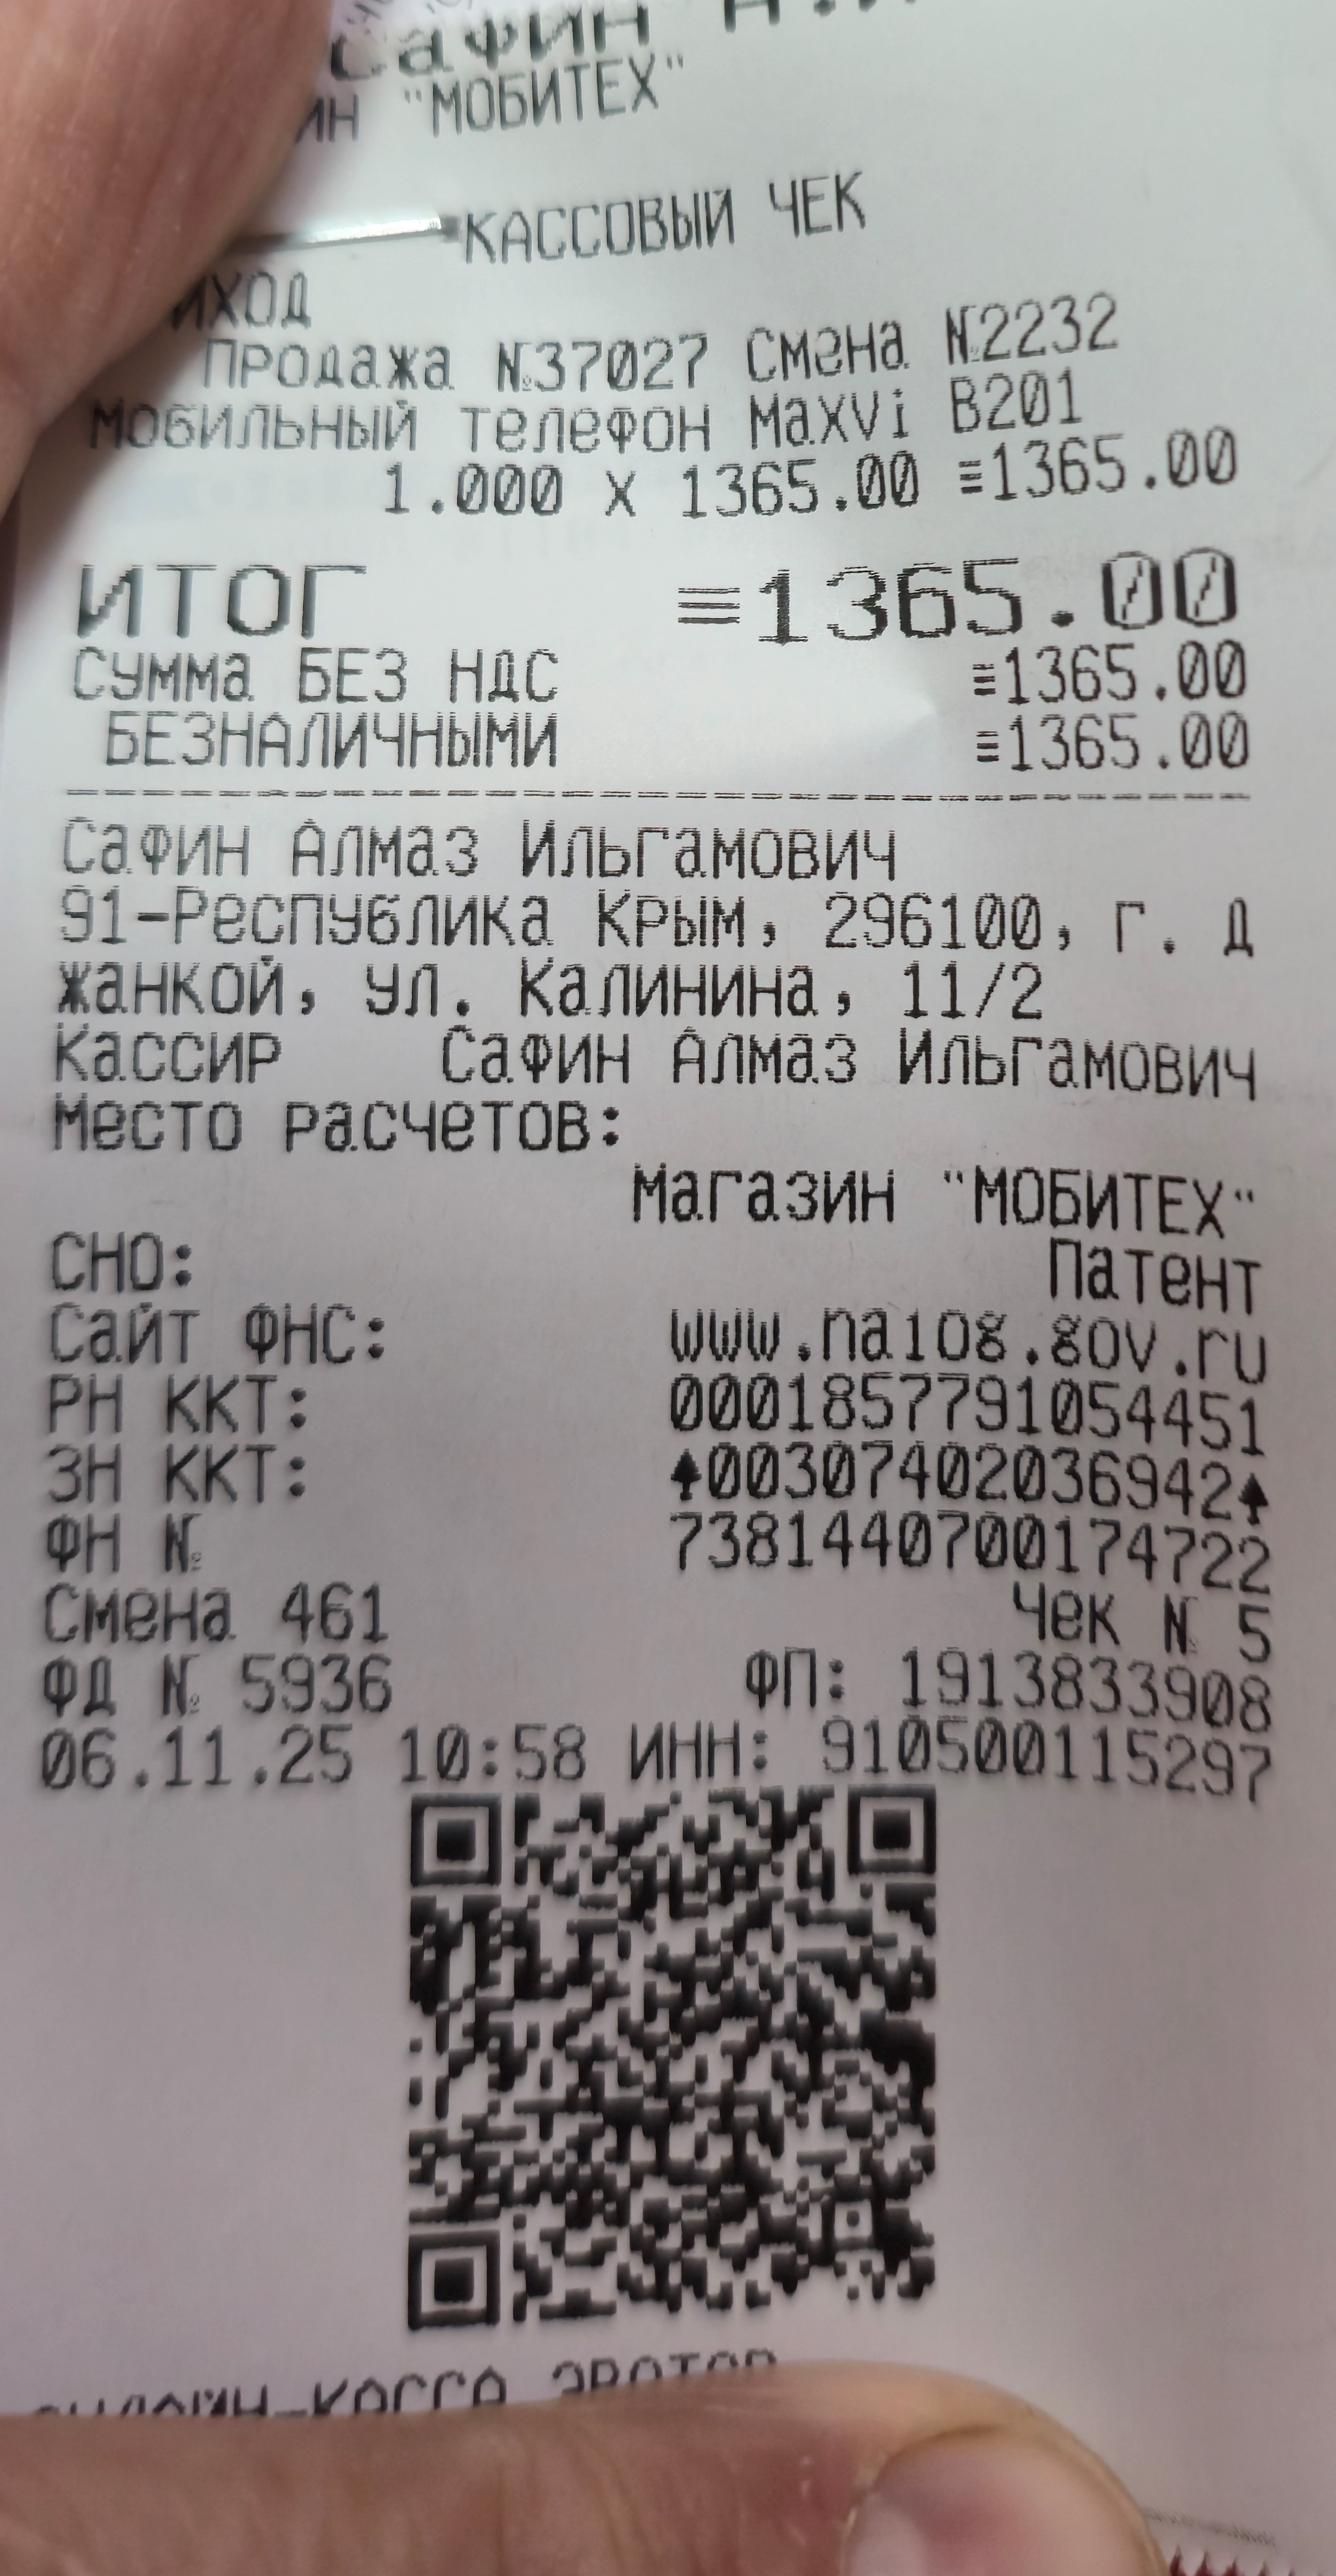 Сафин
"МОБИТЕХ"
КАССОВЫЙ ЧЕК
ПРОДАЖА №37027 Смена №2232
Мобильный телефон Maxvi B201
1.000 X 1365.00 ≡1365.00
ИТОГ ≡1365.00
Сумма БЕЗ НДС ≡1365.00
БЕЗНАЛИЧНЫМИ ≡1365.00
Сафин Алмаз Ильгамович
91-Республика Крым, 296100, г. Д
жанкой, ул. Калинина, 11/2
Кассир Сафин Алмаз Ильгамович
Место расчетов:
Магазин "МОБИТЕХ"
СНО: Патент
Сайт ФНС: www.nalog.gov.ru
РН ККТ: 0001857791054451
ЗН ККТ: 00307402036942
ФН № 7381440700174722
Смена 461 Чек № 5
ФД № 5936 ФП: 1913833908
06.11.25 10:58 ИНН: 910500115297
ОНЛАЙН-КАССА ЭВОТОР